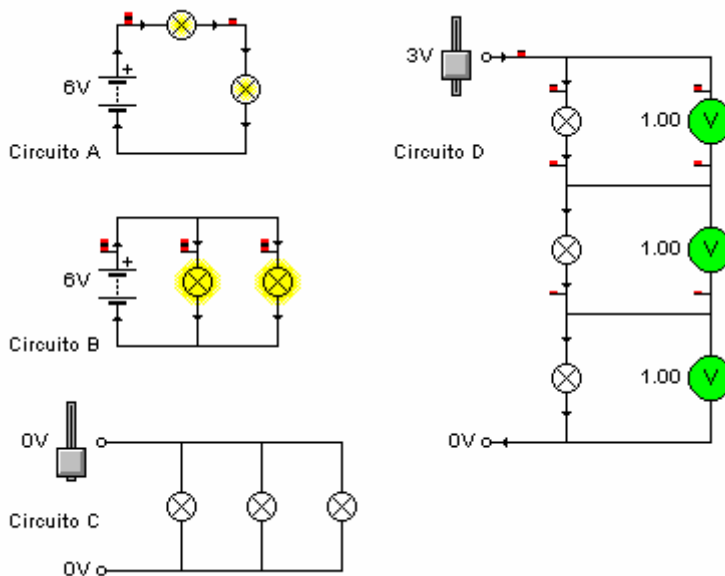 6V
+
Circuito A
6V
+
Circuito B
0V
Circuito C
0V
3V
1.00 V
Circuito D
1.00 V
1.00 V
0V